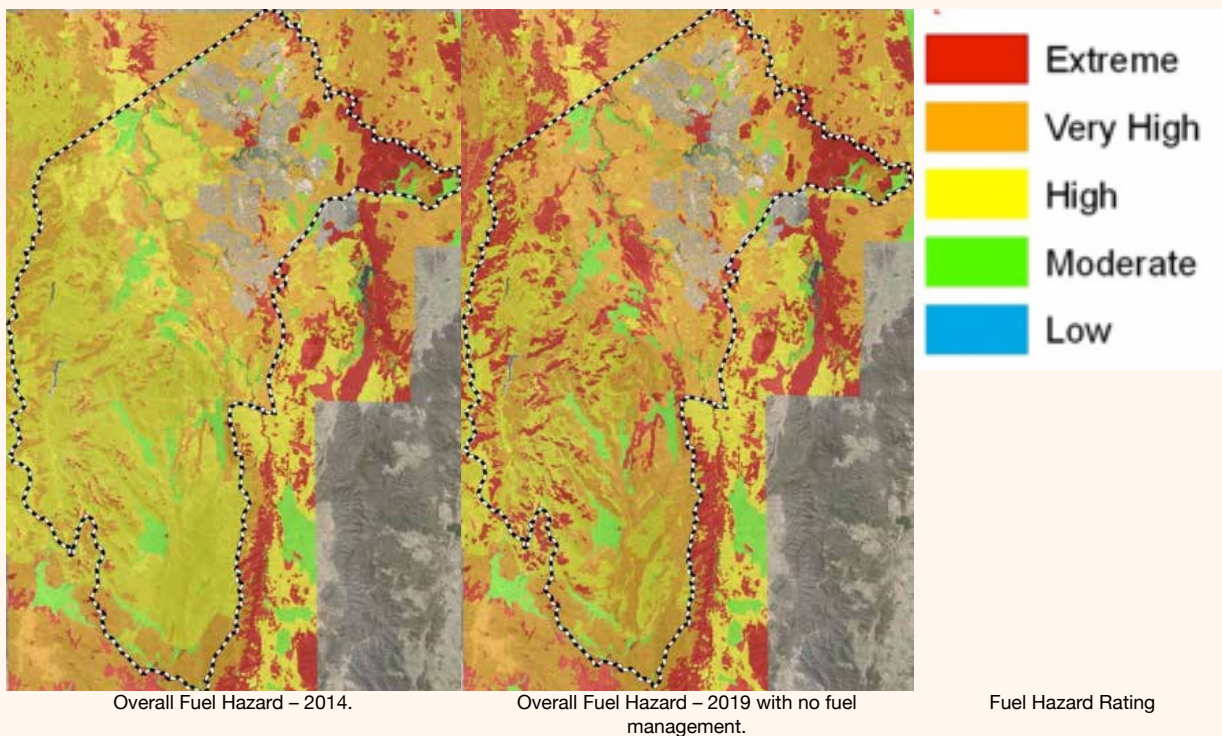 Extreme
Very High
High
Moderate
Low
Overall Fuel Hazard – 2014.
Overall Fuel Hazard – 2019 with no fuel
management.
Fuel Hazard Rating